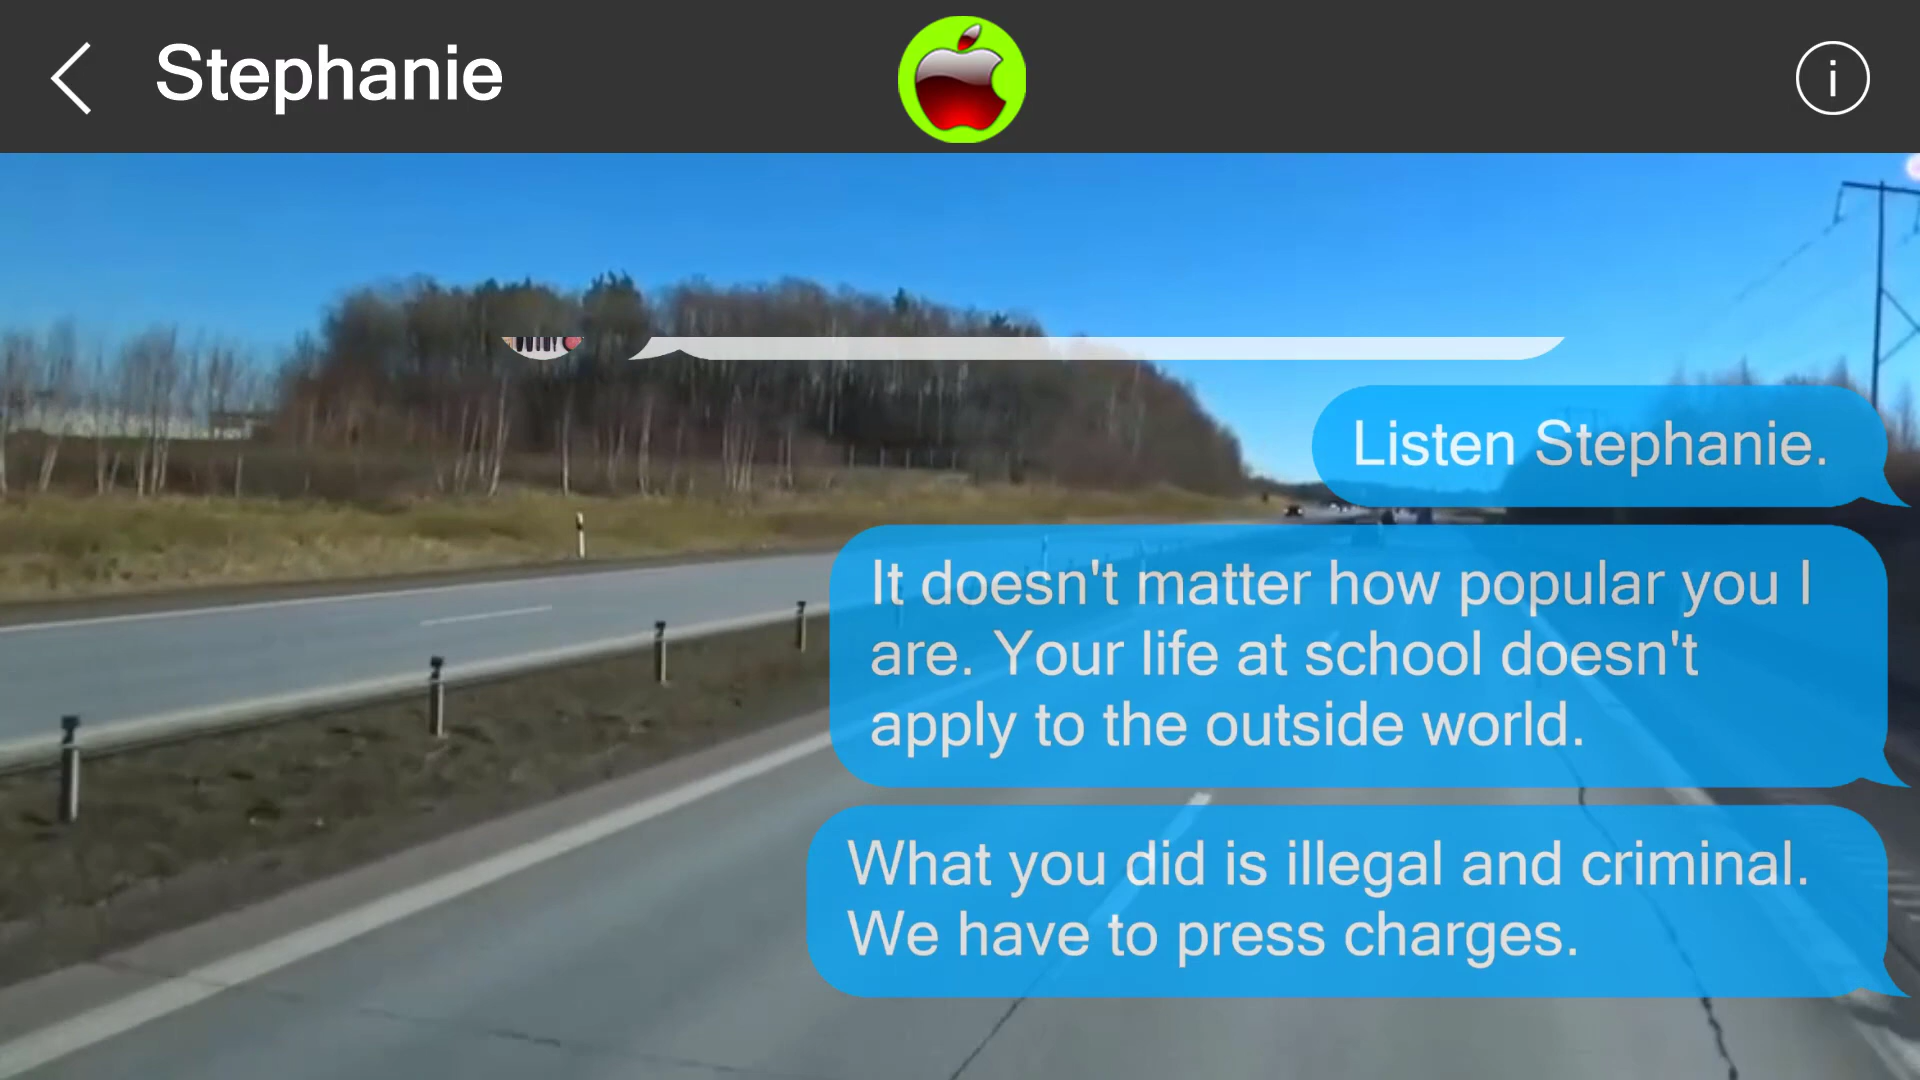 Stephanie
i
Listen Stephanie.
It doesn't matter how popular you I
are. Your life at school doesn't
apply to the outside world.
What you did is illegal and criminal.
We have to press charges.